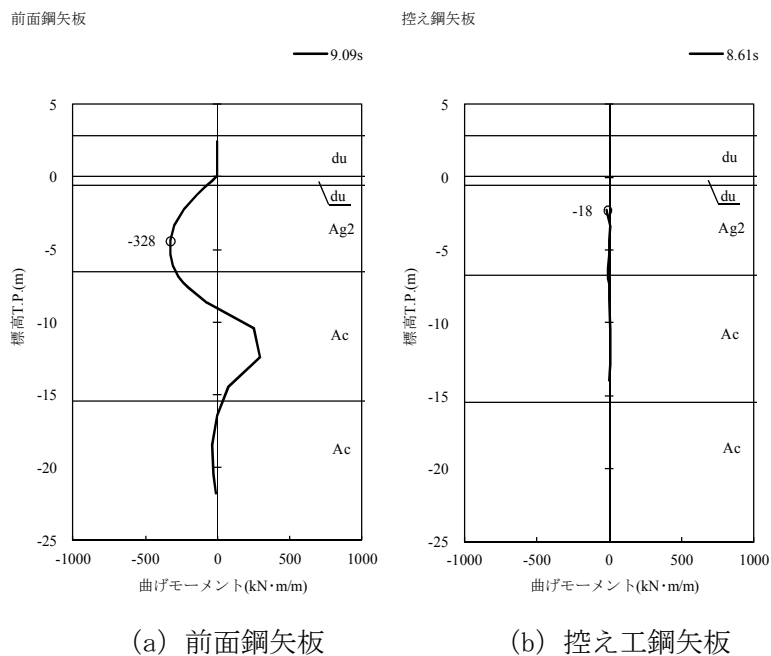 前面鋼矢板
9.09s
5
0
-5
-10
-15
-20
-25
標高T.P.(m)
du
du
Ag2
-328
Ac
Ac
-1000 -500 0 500 1000
曲げモーメント(kN・m/m)
(a) 前面鋼矢板
控え鋼矢板
8.61s
5
0
-5
-10
-15
-20
-25
標高T.P.(m)
du
du
Ag2
-18
Ac
Ac
-1000 -500 0 500 1000
曲げモーメント(kN・m/m)
(b) 控え工鋼矢板